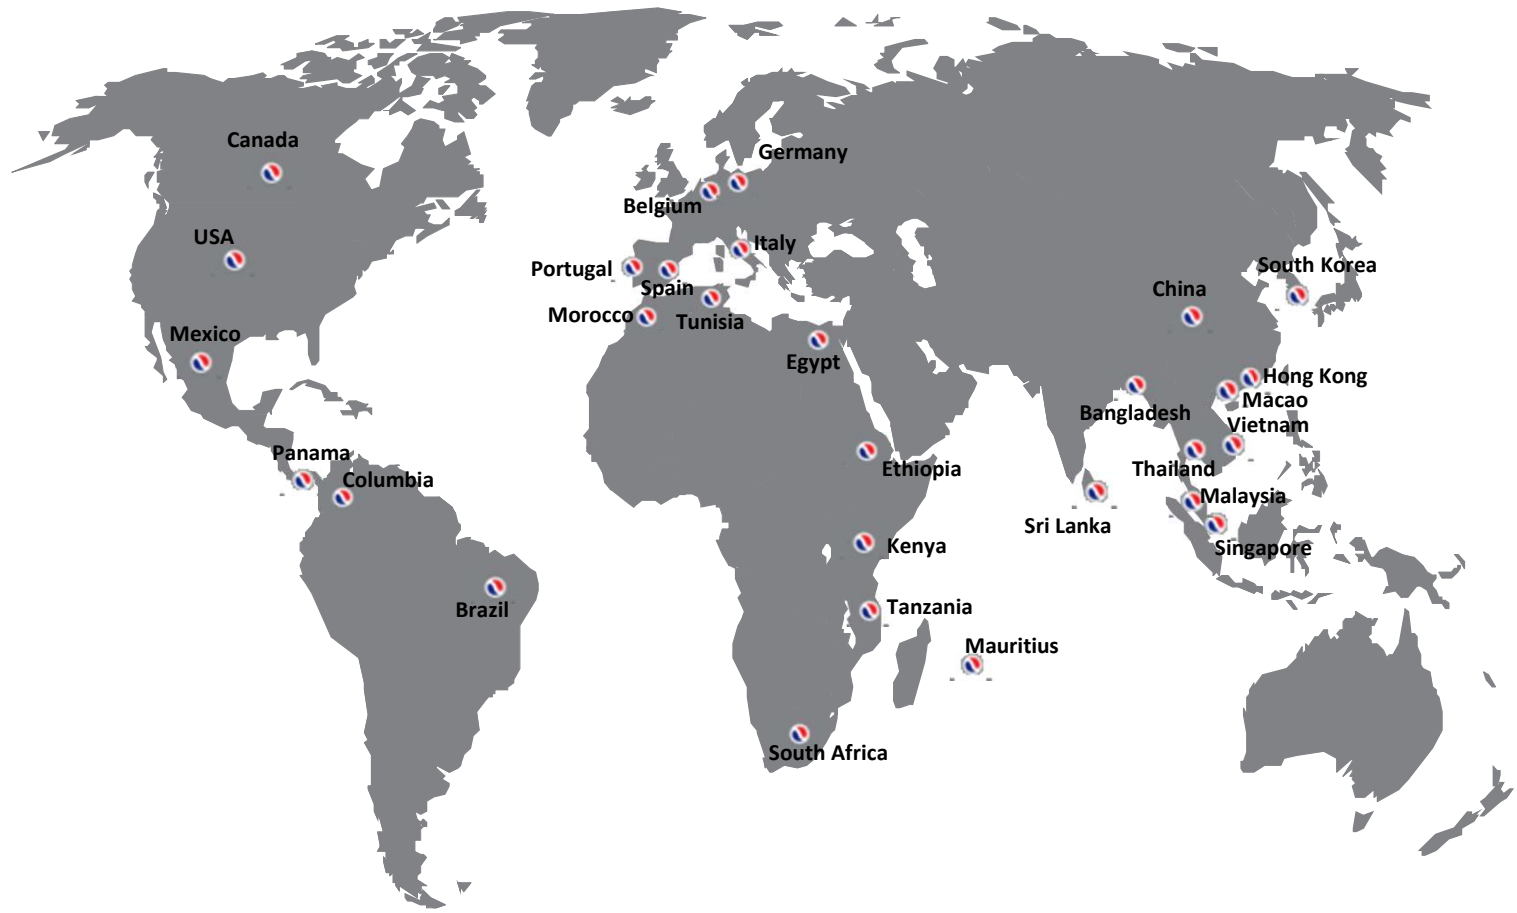 Canada
Germany
Belgium
USA
Italy
Portugal
South Korea
Spain
China
Morocco
Tunisia
Mexico
Egypt
Hong Kong
Macao
Bangladesh
Vietnam
Panama
Ethiopia
Thailand
Columbia
Malaysia
Sri Lanka
Kenya
Singapore
Brazil
Tanzania
Mauritius
South Africa